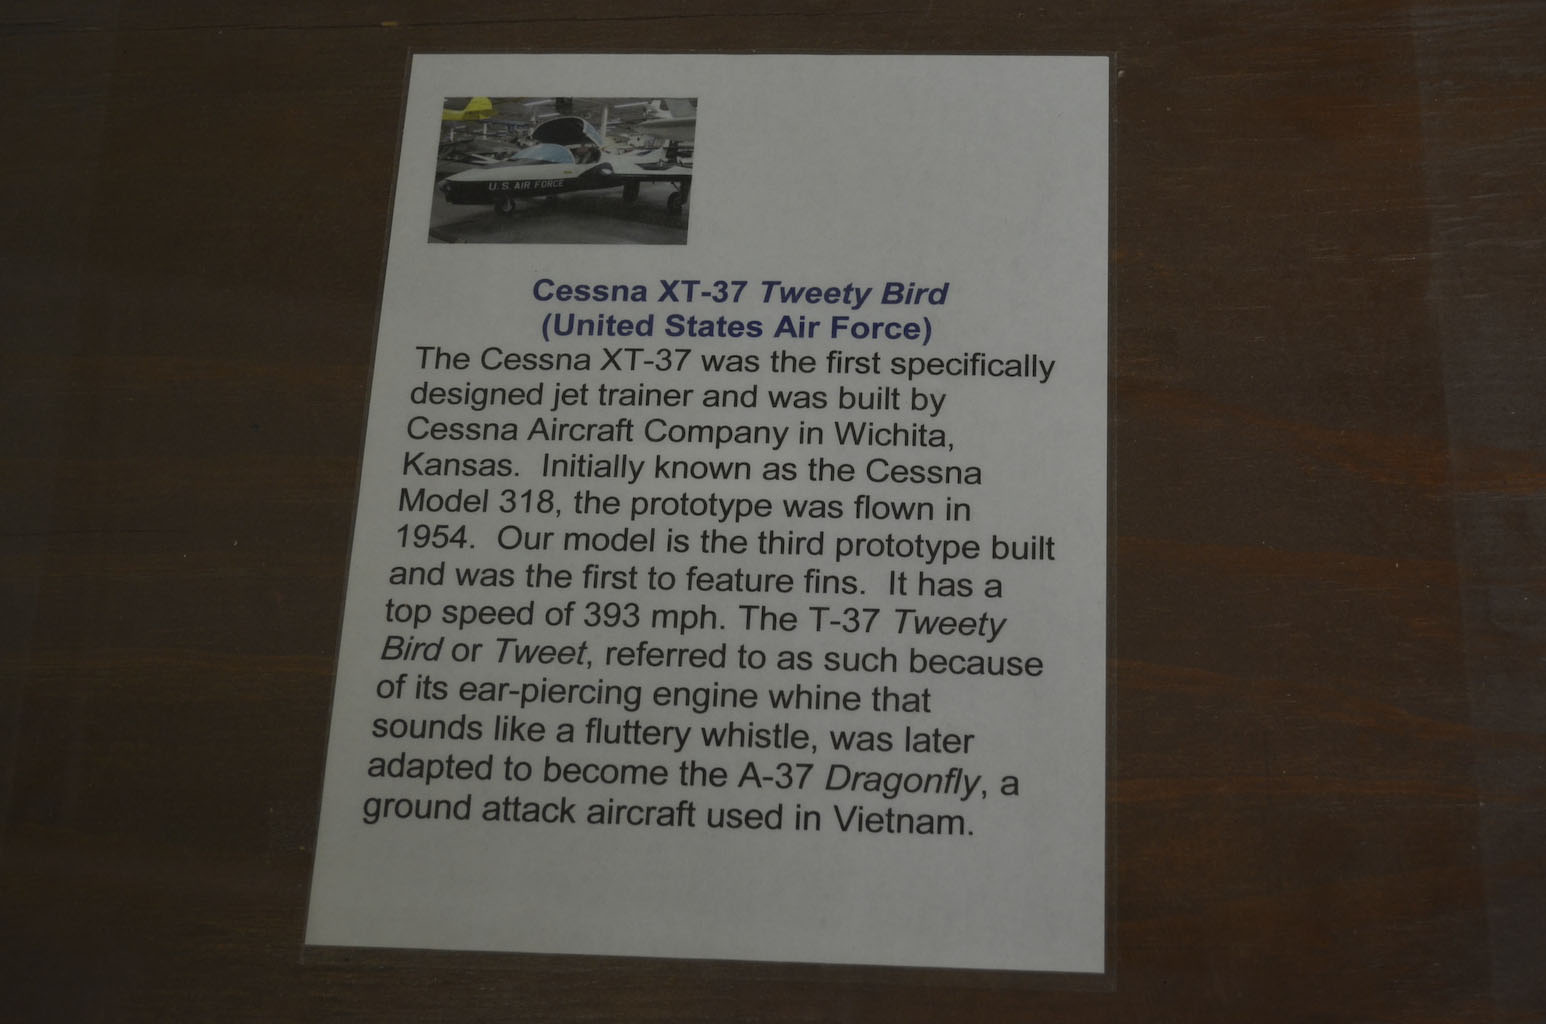 U.S. AIR FORCE
Cessna XT-37 Tweety Bird
(United States Air Force)
The Cessna XT-37 was the first specifically
designed jet trainer and was built by
Cessna Aircraft Company in Wichita,
Kansas.  Initially known as the Cessna
Model 318, the prototype was flown in
1954.  Our model is the third prototype built
and was the first to feature fins.  It has a
top speed of 393 mph. The T-37 Tweety
Bird or Tweet, referred to as such because
of its ear-piercing engine whine that
sounds like a fluttery whistle, was later
adapted to become the A-37 Dragonfly, a
ground attack aircraft used in Vietnam.